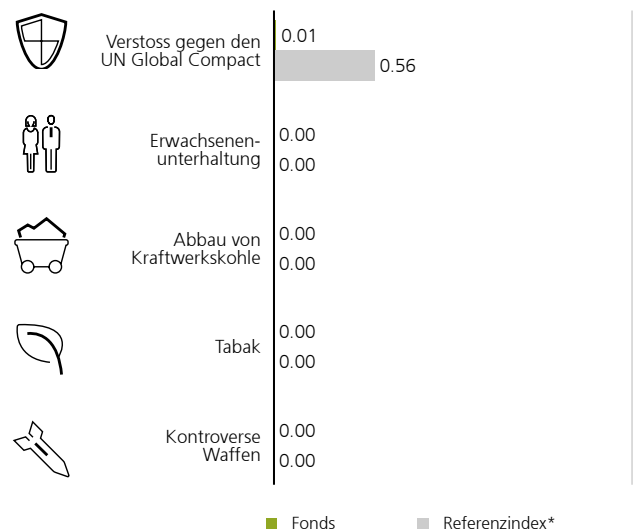 Verstoss gegen den
UN Global Compact
0.01
0.56
Erwachsenen-
unterhaltung
0.00
0.00
Abbau von
Kraftwerkskohle
0.00
0.00
Tabak
0.00
0.00
Kontroverse
Waffen
0.00
0.00
Fonds
Referenzindex*